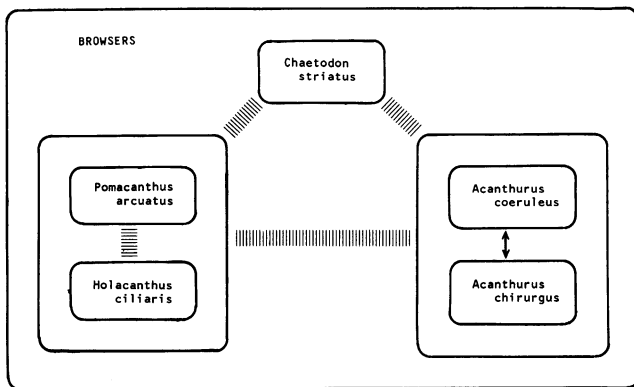 BROWSERS
Chaetodon
striatus
Pomacanthus
arcuatus
Holacanthus
ciliaris
Acanthurus
coeruleus
Acanthurus
chirurgus